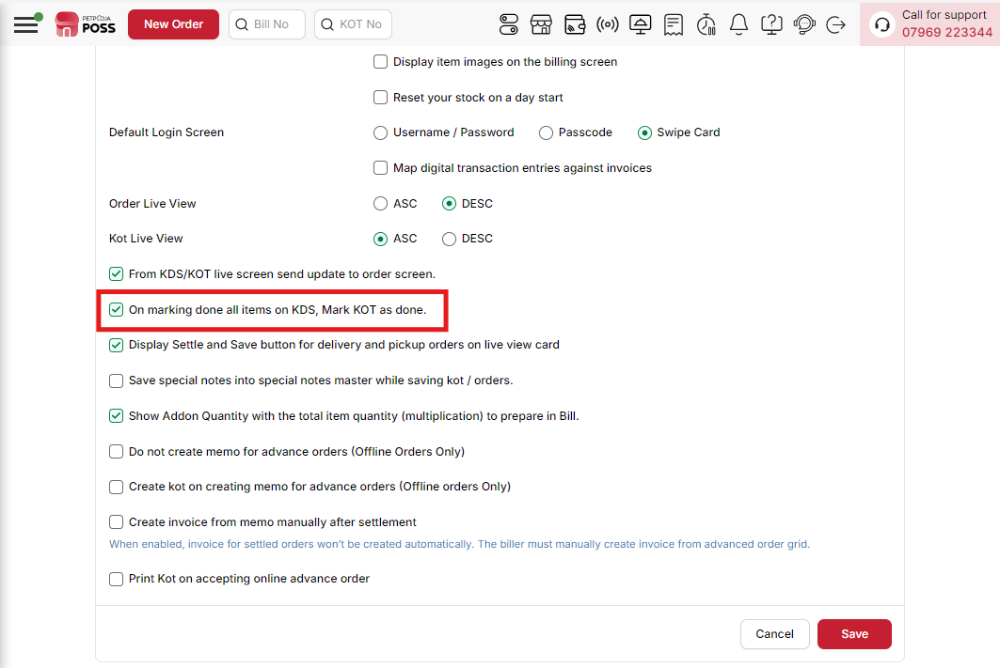 PETPOOJA
POSS
New Order
Bill No
KOT No
Call for support
07969 223344
Display item images on the billing screen
Reset your stock on a day start
Default Login Screen
Username / Password
Passcode
Swipe Card
Map digital transaction entries against invoices
Order Live View
ASC
DESC
Kot Live View
ASC
DESC
From KDS/KOT live screen send update to order screen.
On marking done all items on KDS, Mark KOT as done.
Display Settle and Save button for delivery and pickup orders on live view card
Save special notes into special notes master while saving kot / orders.
Show Addon Quantity with the total item quantity (multiplication) to prepare in Bill.
Do not create memo for advance orders (Offline Orders Only)
Create kot on creating memo for advance orders (Offline orders Only)
Create invoice from memo manually after settlement
When enabled, invoice for settled orders won't be created automatically. The biller must manually create invoice from advanced order grid.
Print Kot on accepting online advance order
Cancel
Save